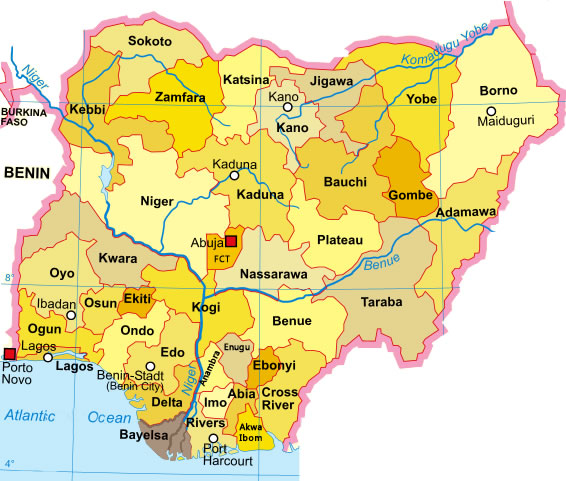 Sokoto
Niger
Komadugu Yobe
Katsina
Jigawa
Kebbi
Zamfara
Kano
Yobe
Borno
BURKINA
FASO
Kano
Maiduguri
BENIN
Kaduna
Niger
Kaduna
Bauchi
Gombe
Adamawa
Abuja
FCT
Plateau
Kwara
Nassarawa
Benue
Oyo
8°
Taraba
Ibadan
Osun
Ekiti
Kogi
Ogun
Ondo
Benue
Lagos
Edo
Enugu
Porto
Novo
Lagos
Benin-Stadt
(Benin City)
Niger
Anambra
Ebonyi
Atlantic Ocean
Delta
Imo
Abia
Cross
River
Bayelsa
Rivers
Akwa
Ibom
Port
Harcourt
4°